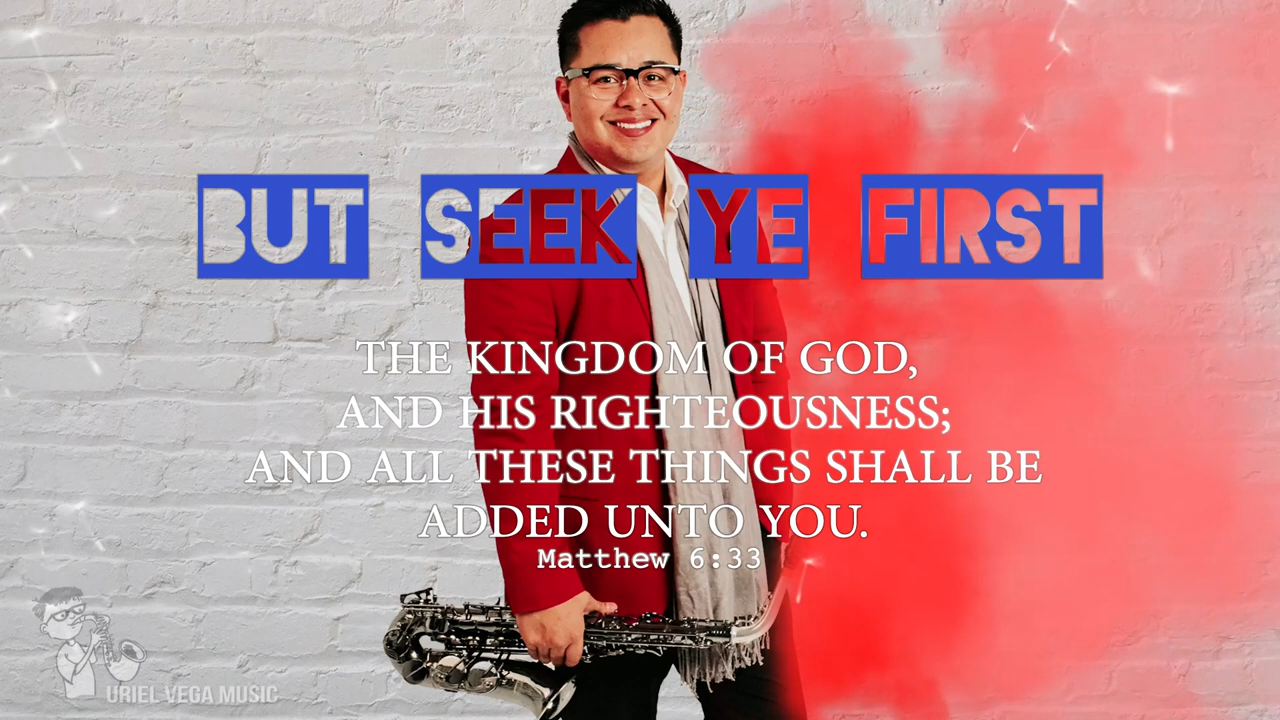 BUT SEEK YE FIRST
THE KINGDOM OF GOD,
AND HIS RIGHTEOUSNESS;
AND ALL THESE THINGS SHALL BE
ADDED UNTO YOU.
Matthew 6:33
URIEL VEGA MUSIC